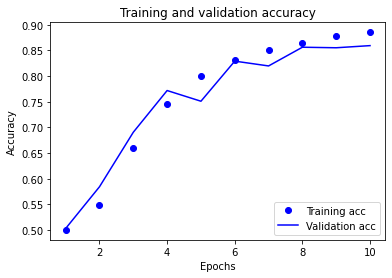 Training and validation accuracy
Accuracy
0.90
0.85
0.80
0.75
0.70
0.65
0.60
0.55
0.50
Training acc
Validation acc
2 4 6 8 10
Epochs